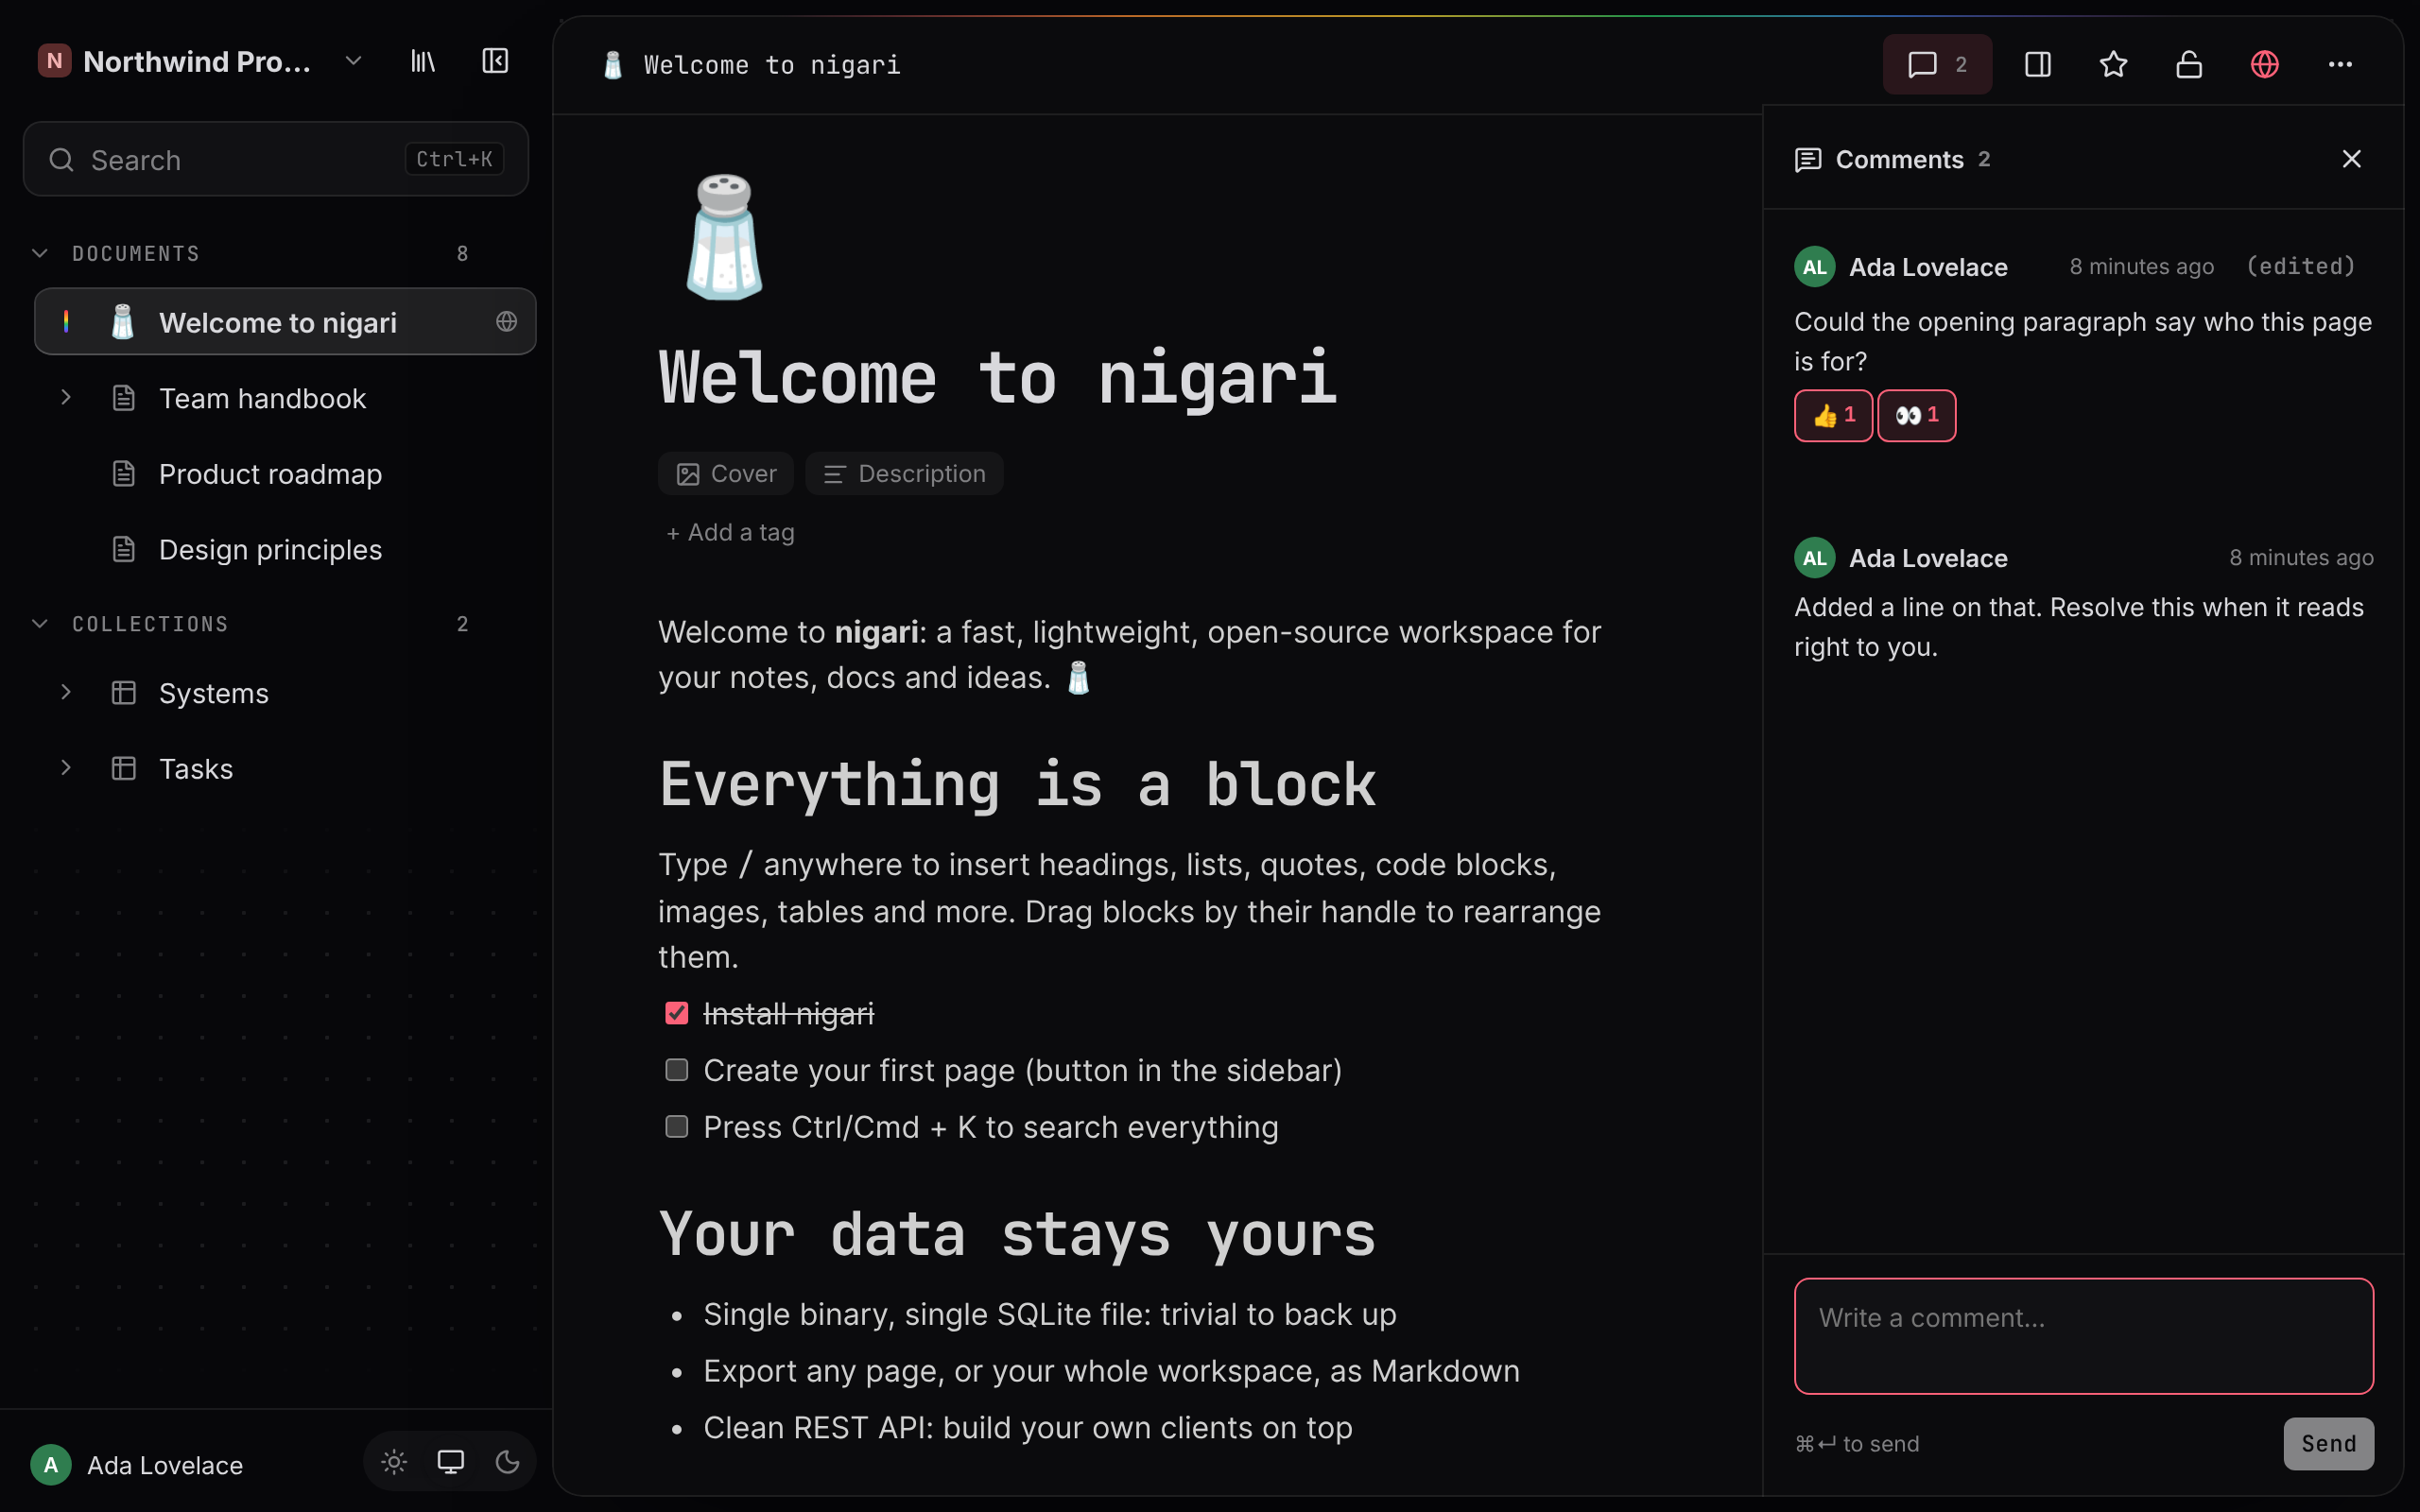 N Northwind Pro...
Search Ctrl+K
DOCUMENTS 8
Welcome to nigari
Team handbook
Product roadmap
Design principles
COLLECTIONS 2
Systems
Tasks
A Ada Lovelace
Welcome to nigari
2
Welcome to nigari
Cover Description
+ Add a tag
Welcome to nigari: a fast, lightweight, open-source workspace for
your notes, docs and ideas.
Everything is a block
Type / anywhere to insert headings, lists, quotes, code blocks,
images, tables and more. Drag blocks by their handle to rearrange
them.
Install nigari
Create your first page (button in the sidebar)
Press Ctrl/Cmd + K to search everything
Your data stays yours
• Single binary, single SQLite file: trivial to back up
• Export any page, or your whole workspace, as Markdown
• Clean REST API: build your own clients on top
Comments 2
AL Ada Lovelace 8 minutes ago (edited)
Could the opening paragraph say who this page
is for?
👍 1 👀 1
AL Ada Lovelace 8 minutes ago
Added a line on that. Resolve this when it reads
right to you.
Write a comment...
⌘↵ to send
Send